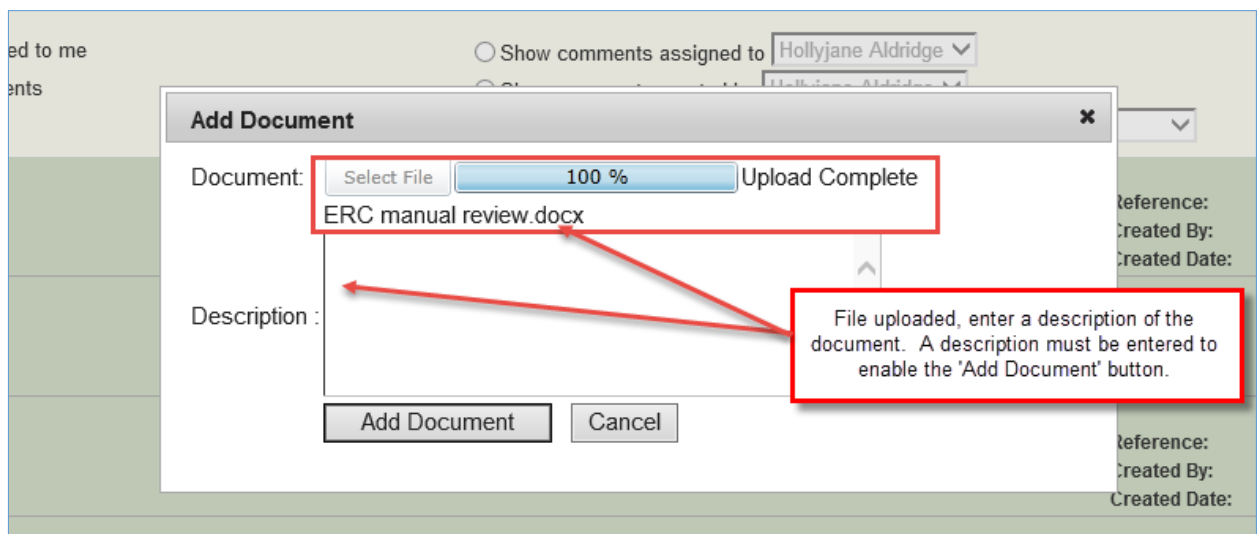 ed to me
Show comments assigned to Hollyjane Aldridge
ents
Add Document
Document: Select File 100 % Upload Complete
ERC manual review.docx
Reference:
Created By:
Created Date:
Description :
File uploaded, enter a description of the
document. A description must be entered to
enable the 'Add Document' button.
Add Document Cancel
Reference:
Created By:
Created Date: